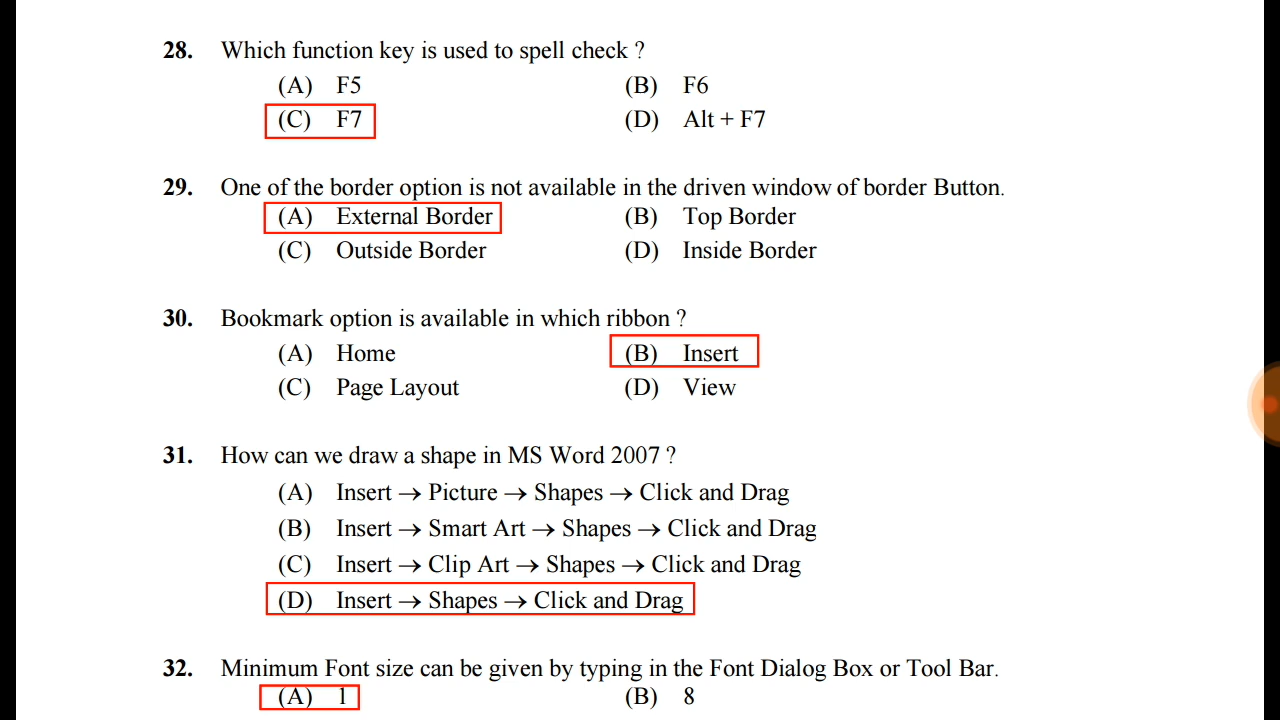 28. Which function key is used to spell check ?
(A) F5 (B) F6
(C) F7 (D) Alt + F7
29. One of the border option is not available in the driven window of border Button.
(A) External Border (B) Top Border
(C) Outside Border (D) Inside Border
30. Bookmark option is available in which ribbon ?
(A) Home (B) Insert
(C) Page Layout (D) View
31. How can we draw a shape in MS Word 2007 ?
(A) Insert → Picture → Shapes → Click and Drag
(B) Insert → Smart Art → Shapes → Click and Drag
(C) Insert → Clip Art → Shapes → Click and Drag
(D) Insert → Shapes → Click and Drag
32. Minimum Font size can be given by typing in the Font Dialog Box or Tool Bar.
(A) 1 (B) 8